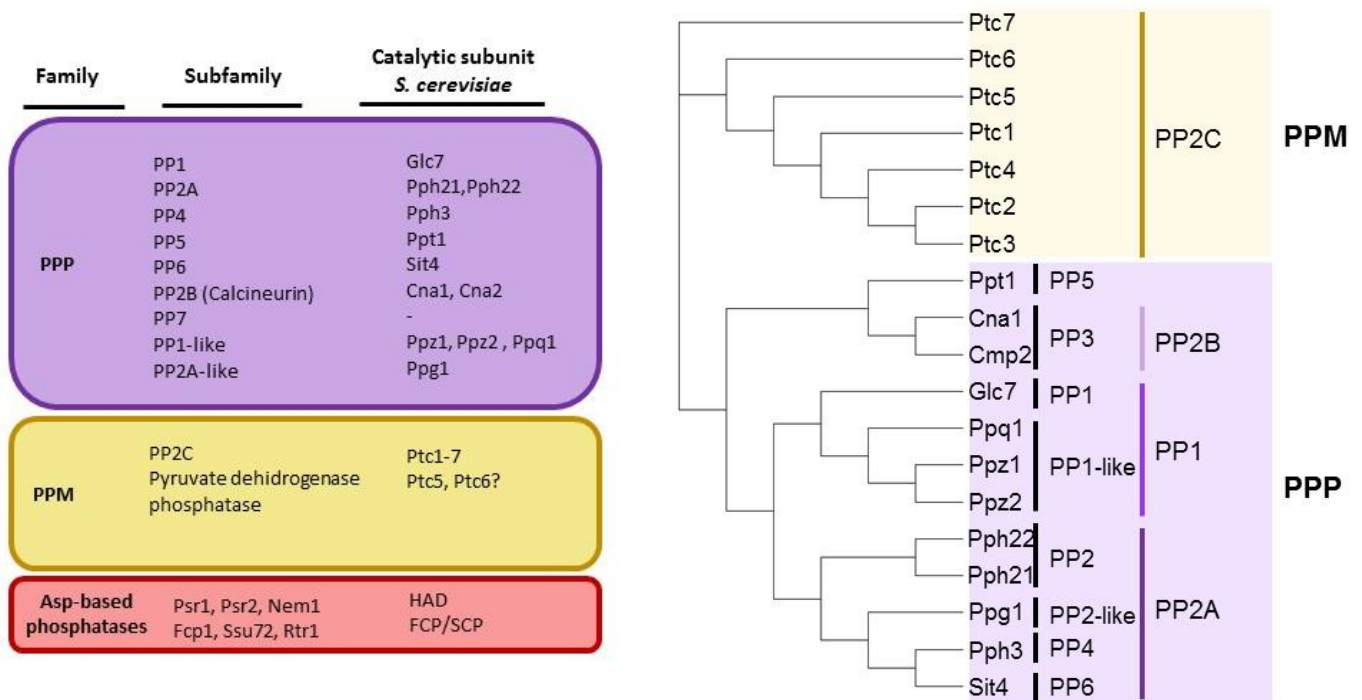 Family
Subfamily
Catalytic subunit
S. cerevisiae
PPP
PP1
Glc7
PP2A
Pph21,Pph22
PP4
Pph3
PP5
Ppt1
PP6
Sit4
PP2B (Calcineurin)
Cna1, Cna2
PP7
-
PP1-like
Ppz1, Ppz2 , Ppq1
PP2A-like
Ppg1
PPM
PP2C
Ptc1-7
Pyruvate dehidrogenase
phosphatase
Ptc5, Ptc6?
Asp-based
phosphatases
Psr1, Psr2, Nem1
Fcp1, Ssu72, Rtr1
HAD
FCP/SCP
Ptc7
Ptc6
Ptc5
Ptc1
Ptc4
Ptc2
Ptc3
PP2C
PPM
Ppt1
PP5
Cna1
Cmp2
PP3
PP2B
Glc7
PP1
Ppq1
Ppz1
Ppz2
PP1-like
PP1
Pph22
Pph21
PP2
Ppg1
PP2-like
Pph3
PP4
Sit4
PP6
PP2A
PPP